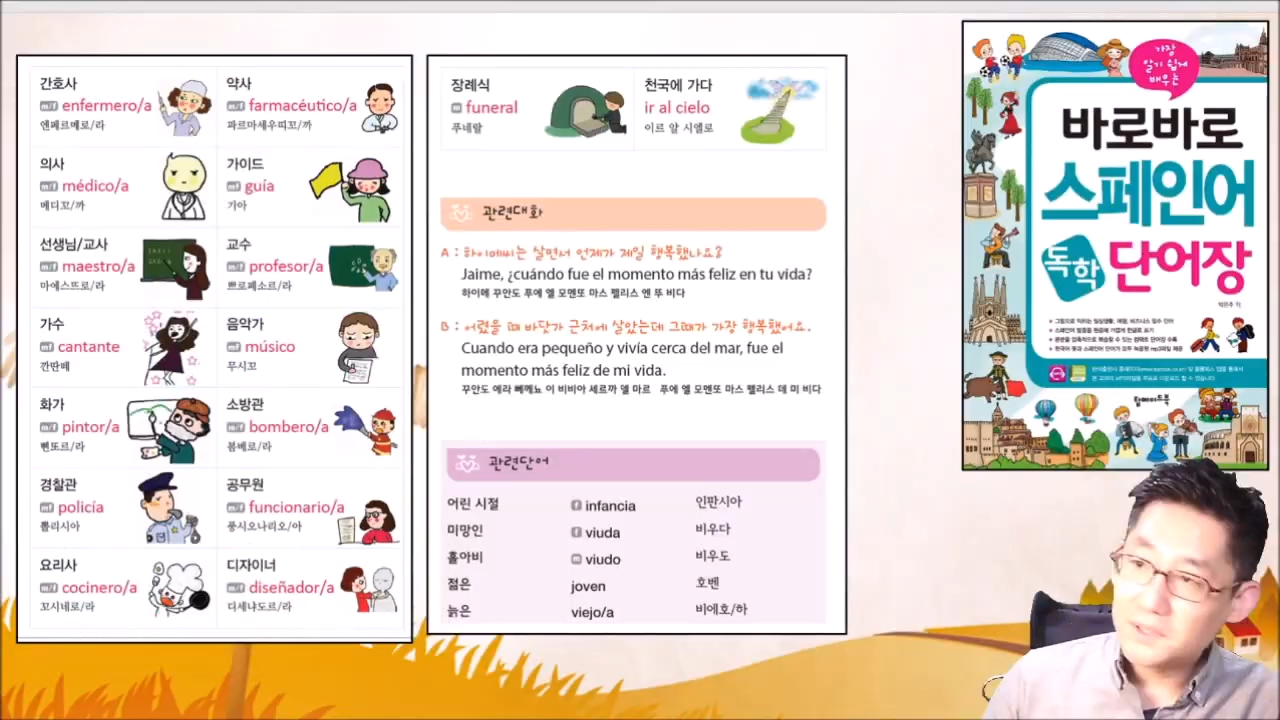 간호사
m/f enfermero/a
엔페르메로/라
약사
m/f farmacéutico/a
파르마세우띠꼬/까
의사
m/f médico/a
메디꼬/까
가이드
m/f guía
기아
선생님/교사
m/f maestro/a
마에스뜨로/라
교수
m/f profesor/a
쁘로페소르/라
가수
m/f cantante
깐딴떼
음악가
m/f músico
무시꼬
화가
m/f pintor/a
삔또르/라
소방관
m/f bombero/a
봄베로/라
경찰관
m/f policía
뽈리시아
공무원
m/f funcionario/a
풍시오나리오/아
요리사
m/f cocinero/a
꼬시네로/라
디자이너
m/f diseñador/a
디세냐도르/라
장례식
m funeral
푸네랄
천국에 가다
ir al cielo
이르 알 시엘로
관련대화
A : 하이메씨는 살면서 언제가 제일 행복했나요?
Jaime, ¿cuándo fue el momento más feliz en tu vida?
하이메 꾸안도 푸에 엘 모멘또 마스 펠리스 엔 뚜 비다
B : 어렸을 때 바닷가 근처에 살았는데 그때가 가장 행복했어요.
Cuando era pequeño y vivía cerca del mar, fue el
momento más feliz de mi vida.
꾸안도 에라 뻬께뇨 이 비비아 세르까 델 마르 푸에 엘 모멘또 마스 펠리스 데 미 비다
관련단어
어린 시절 f infancia 인판시아
미망인 f viuda 비우다
홀아비 m viudo 비우도
젊은 joven 호벤
늙은 viejo/a 비에호/하
가장
알기 쉽게
배우는
바로바로
스페인어
독학 단어장
박은주 저
탑메이드북